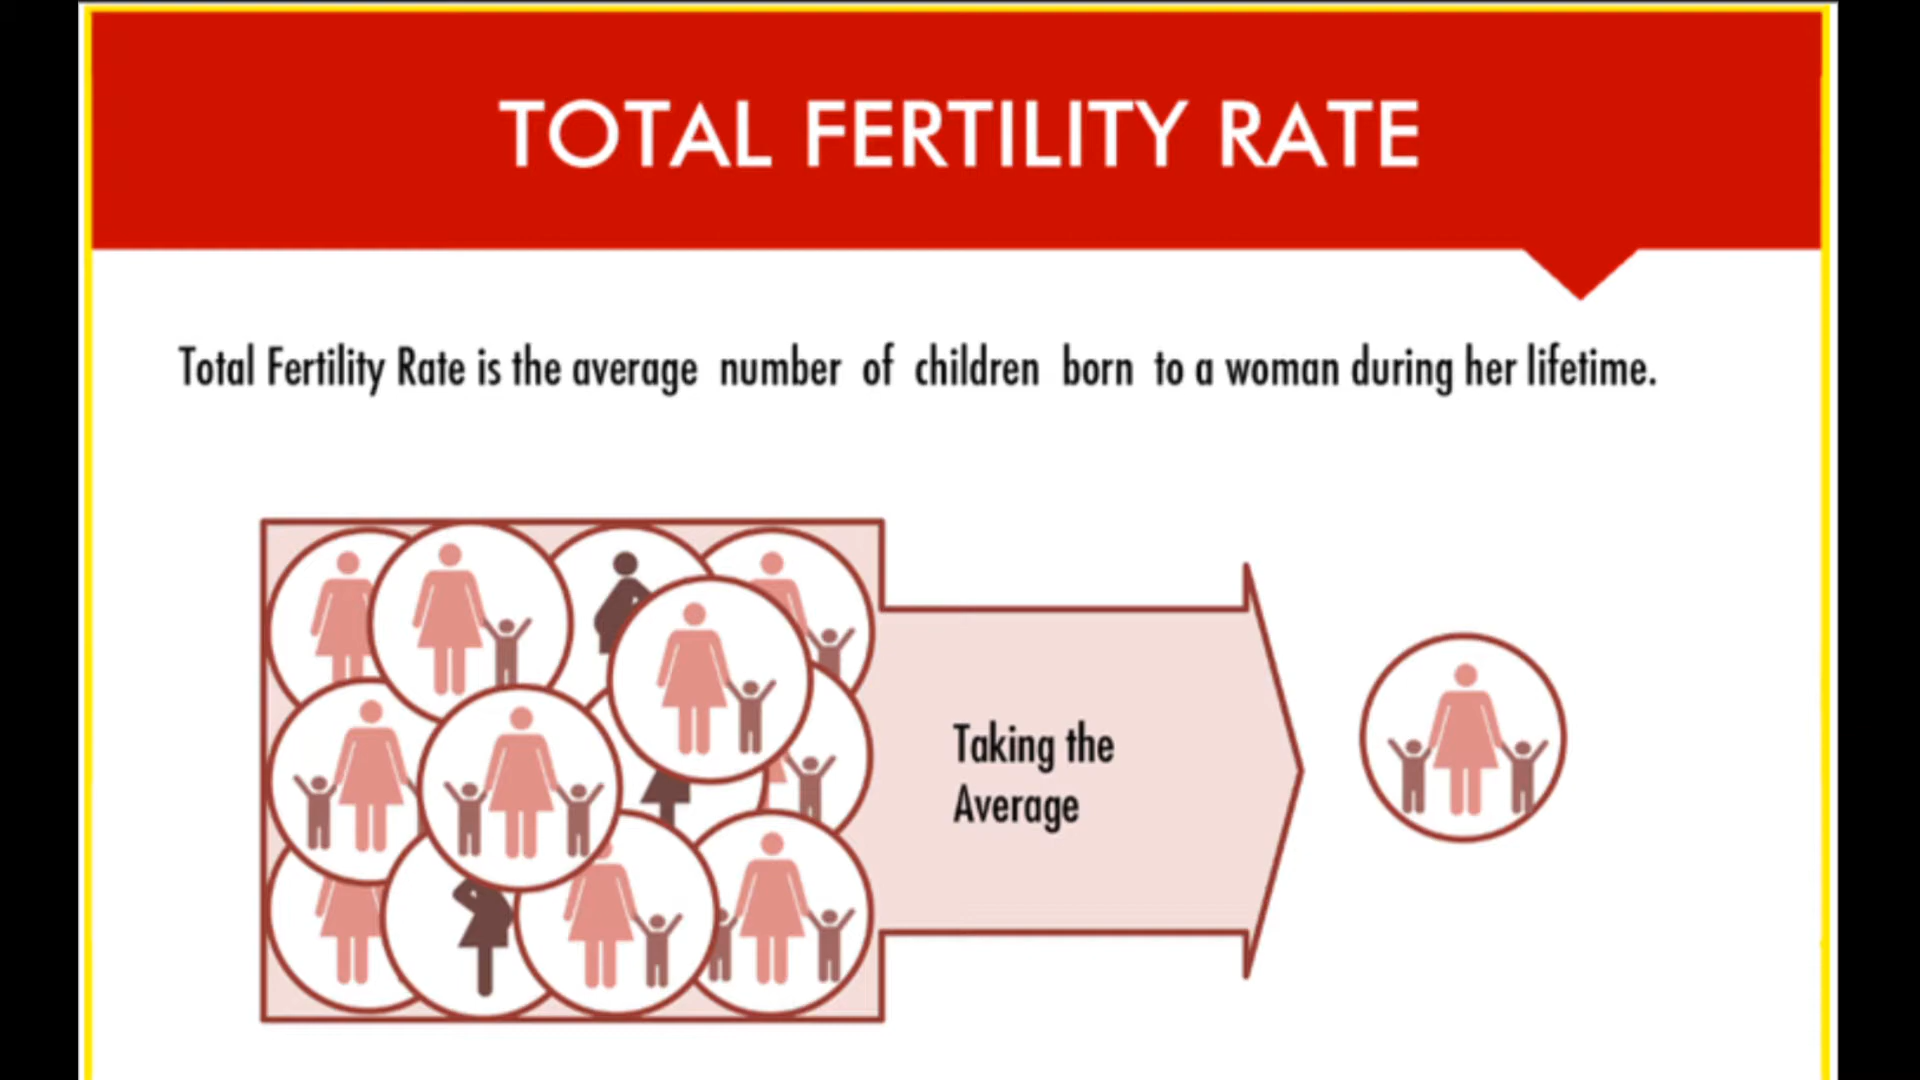 TOTAL FERTILITY RATE
Total Fertility Rate is the average number of children born to a woman during her lifetime.
Taking the
Average